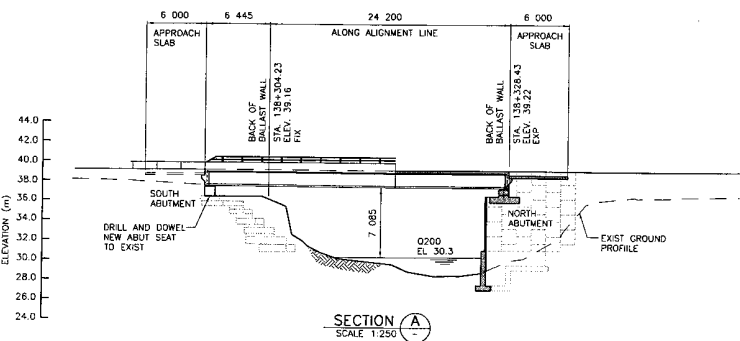 6 000
6 445
24 200
6 000
APPROACH
SLAB
ALONG ALIGNMENT LINE
APPROACH
SLAB
BACK OF
BALLAST WALL
STA. 138+304.23
ELEV. 39.16
FIX
BACK OF
BALLAST WALL
STA. 138+328.43
ELEV. 39.22
EXP
44.0
42.0
40.0
38.0
36.0
34.0
32.0
30.0
28.0
26.0
24.0
ELEVATION (m)
SOUTH
ABUTMENT
DRILL AND DOWEL
NEW ABUT SEAT
TO EXIST
7 085
Q200
EL 30.3
NORTH
ABUTMENT
EXIST GROUND
PROFIILE
SECTION A
SCALE 1:250 -